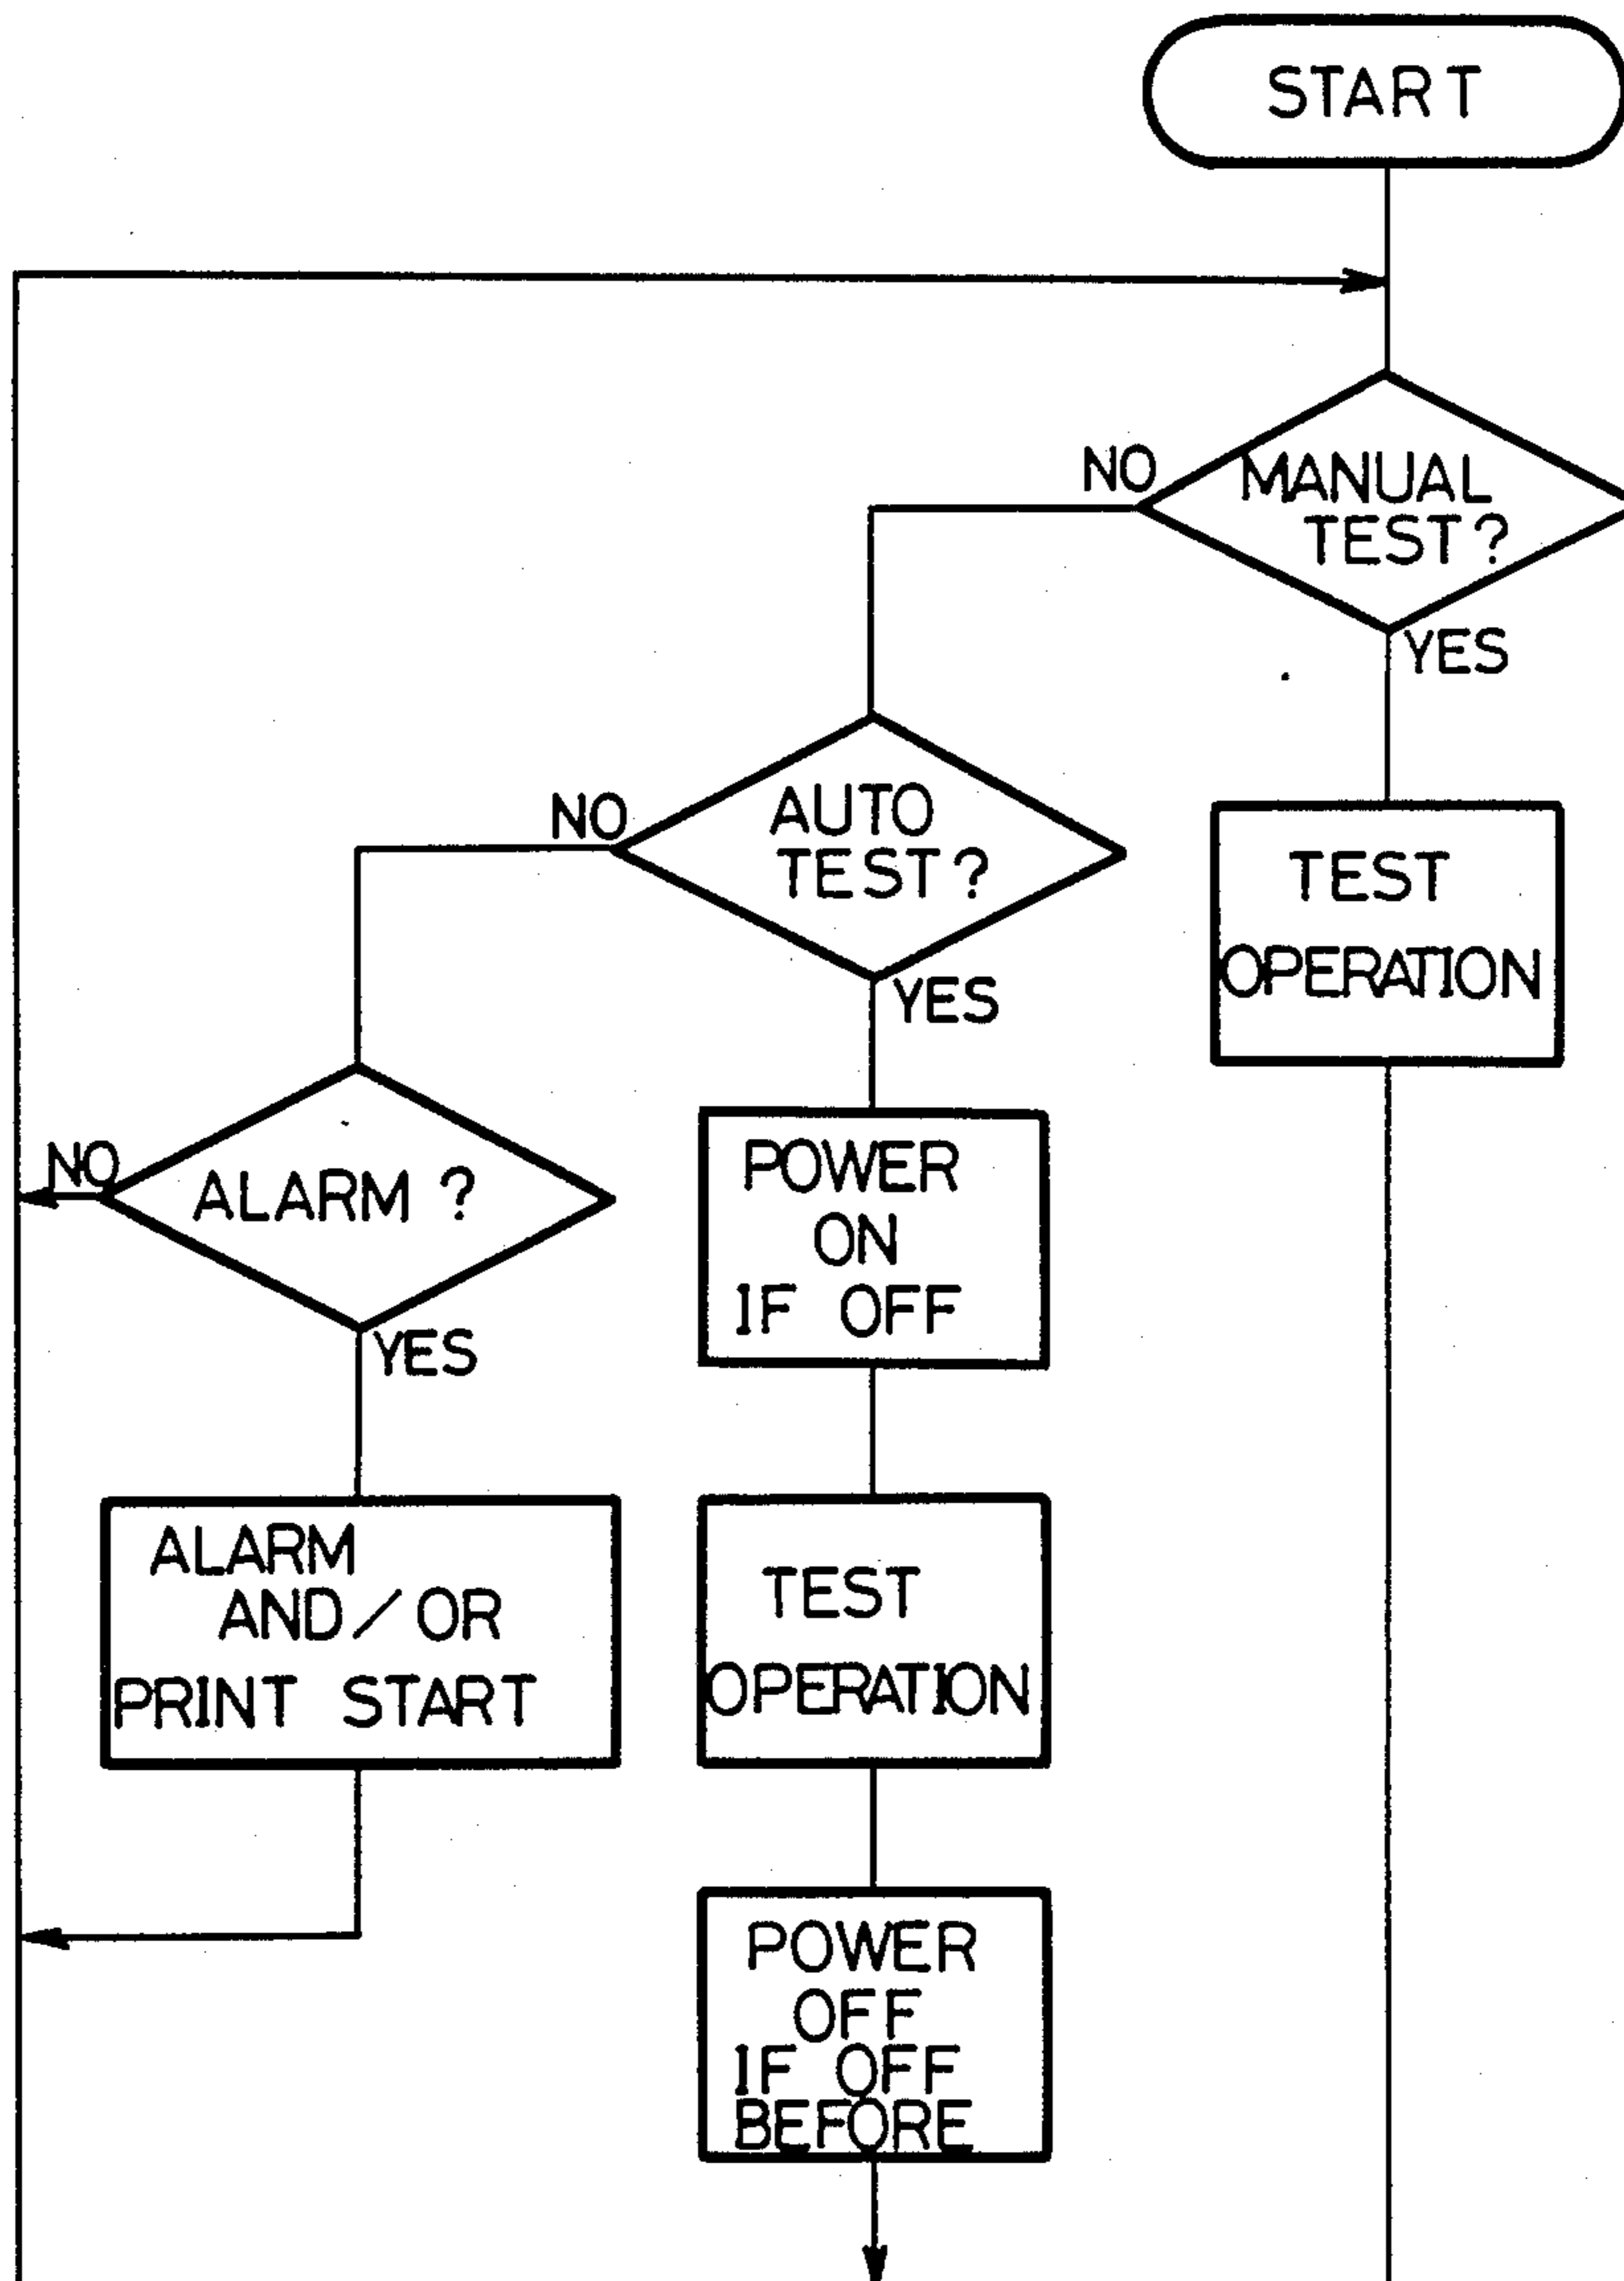 START
NO
MANUAL
TEST?
YES
NO
AUTO
TEST?
YES
TEST
OPERATION
NO
ALARM ?
YES
POWER
ON
IF OFF
ALARM
AND/OR
PRINT START
TEST
OPERATION
POWER
OFF
IF OFF
BEFORE